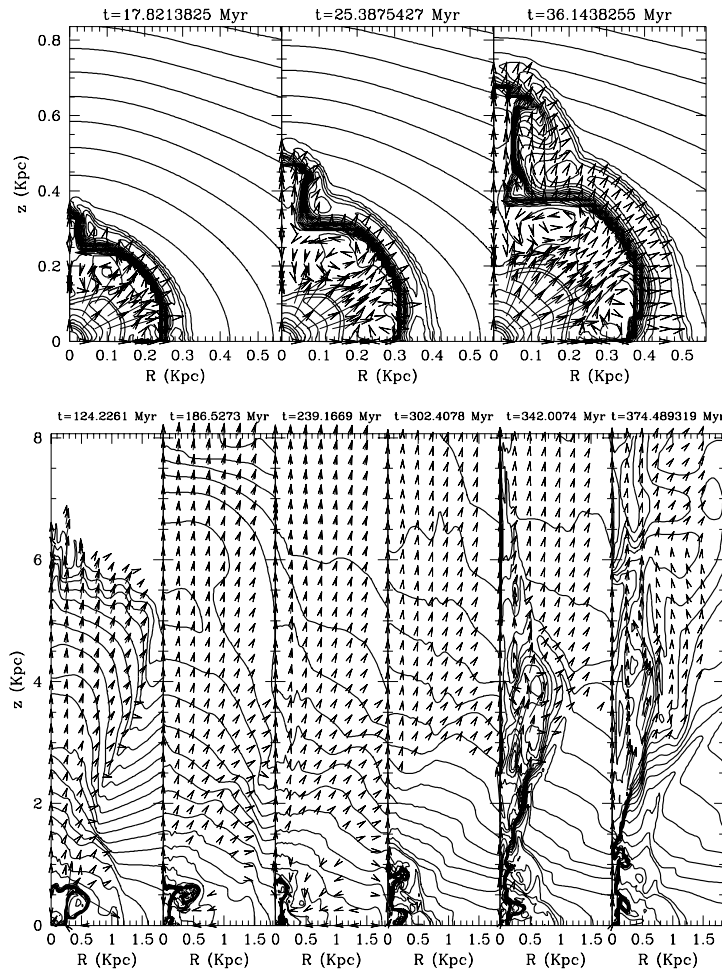 t=17.8213825 Myr t=25.3875427 Myr t=36.1438255 Myr
0.8
0.6
0.4
0.2
0
z (Kpc)
0 0.1 0.2 0.3 0.4 0.5 0 0.1 0.2 0.3 0.4 0.5 0 0.1 0.2 0.3 0.4 0.5
R (Kpc) R (Kpc) R (Kpc)
t=124.2261 Myr t=186.5273 Myr t=239.1669 Myr t=302.4078 Myr t=342.0074 Myr t=374.489319 Myr
8
6
4
2
0
z (Kpc)
0 0.5 1 1.5 0 0.5 1 1.5 0 0.5 1 1.5 0 0.5 1 1.5 0 0.5 1 1.5 0 0.5 1 1.5
R (Kpc) R (Kpc) R (Kpc) R (Kpc) R (Kpc) R (Kpc)